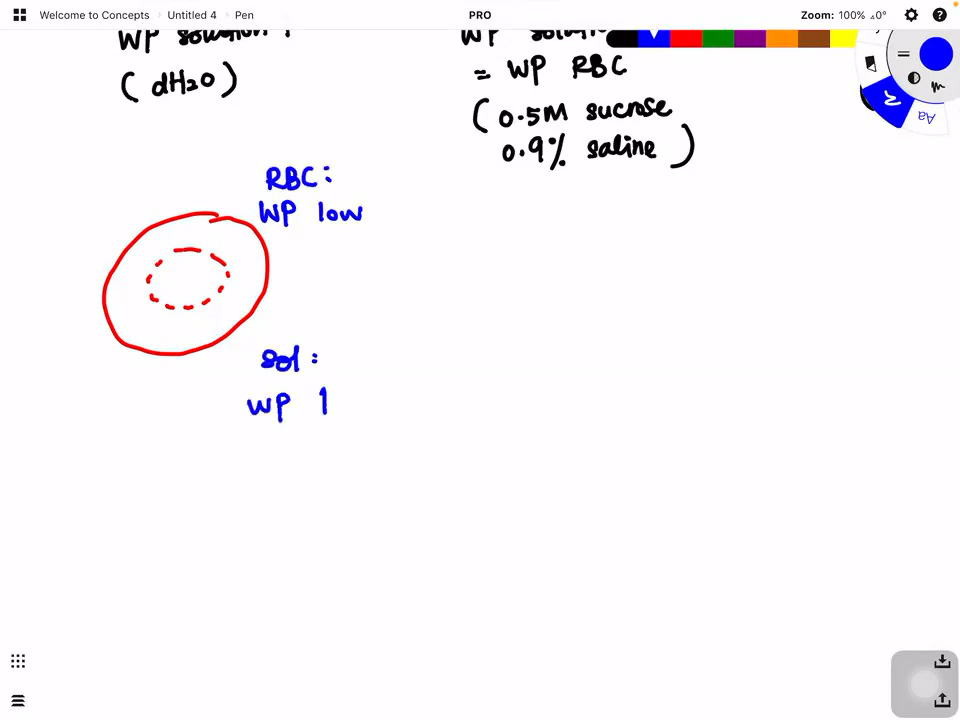 Welcome to Concepts Untitled 4 Pen PRO Zoom: 100% ⊿0°
WP solution ↑
(dH2O)
WP
= WP RBC
(0.5M sucrose
0.9% saline)
RBC:
WP low
Sol:
WP
Aa